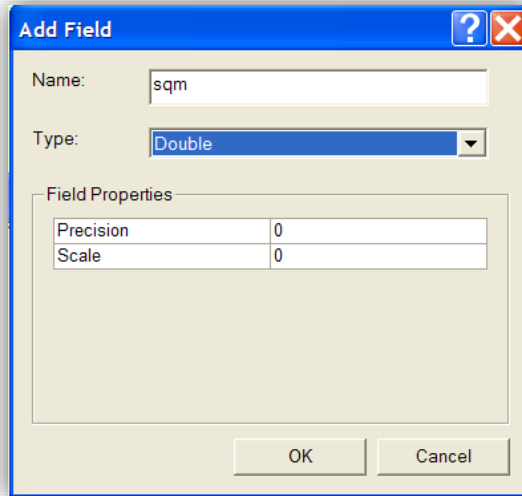 Add Field
Name: sqm
Type: Double
Field Properties
Precision 0
Scale 0
OK Cancel